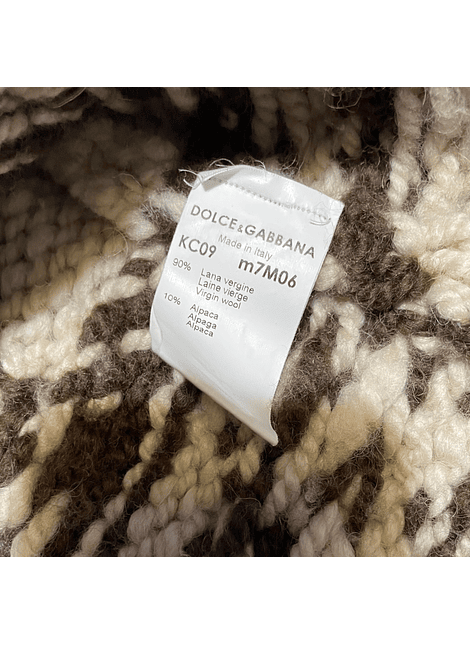 DOLCE&GABBANA
Made in Italy
KC09 m7M06
90% Lana vergine
Laine vierge
Virgin wool
10% Alpaca
Alpaga
Alpaca